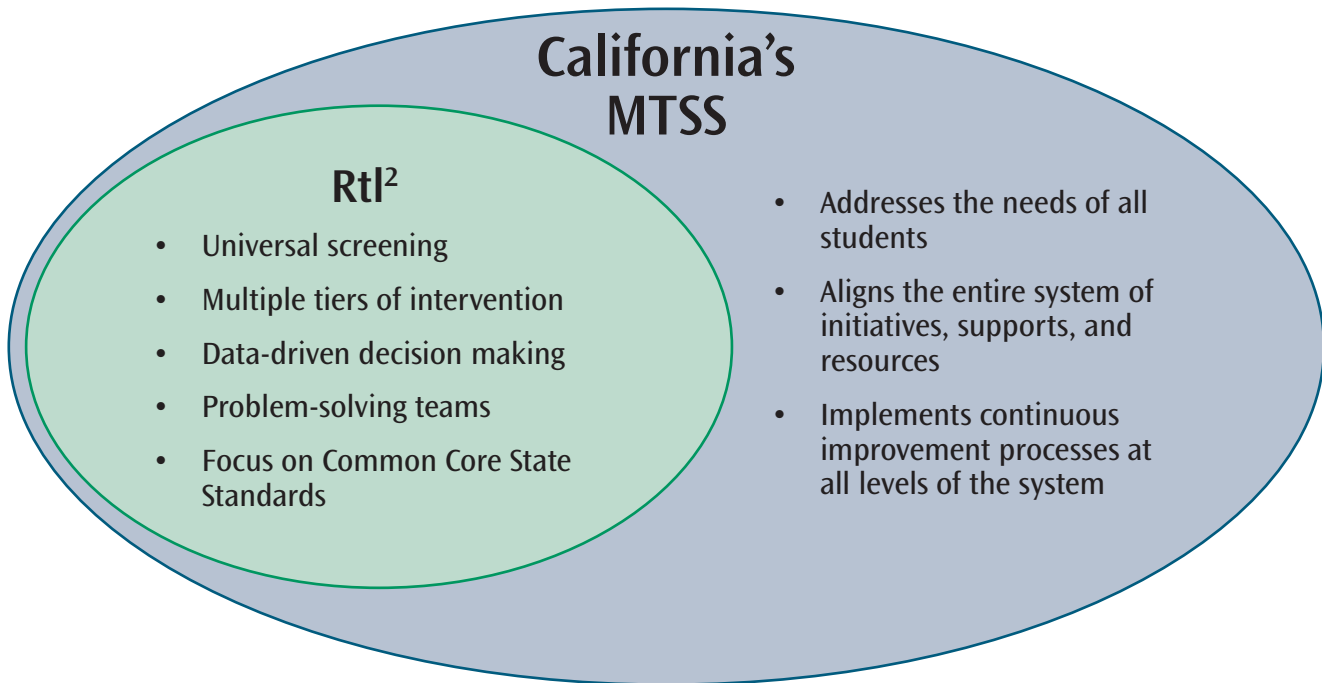 California's
MTSS
RtI²
• Universal screening
• Multiple tiers of intervention
• Data-driven decision making
• Problem-solving teams
• Focus on Common Core State
Standards
• Addresses the needs of all
students
• Aligns the entire system of
initiatives, supports, and
resources
• Implements continuous
improvement processes at
all levels of the system